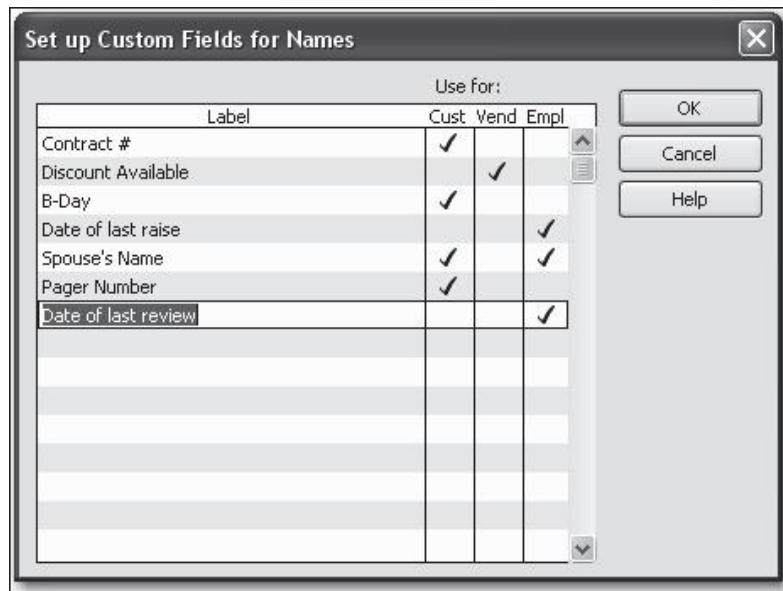 Set up Custom Fields for Names
Use for:
Label Cust Vend Empl
Contract #
Discount Available
B-Day
Date of last raise
Spouse's Name
Pager Number
Date of last review
OK
Cancel
Help